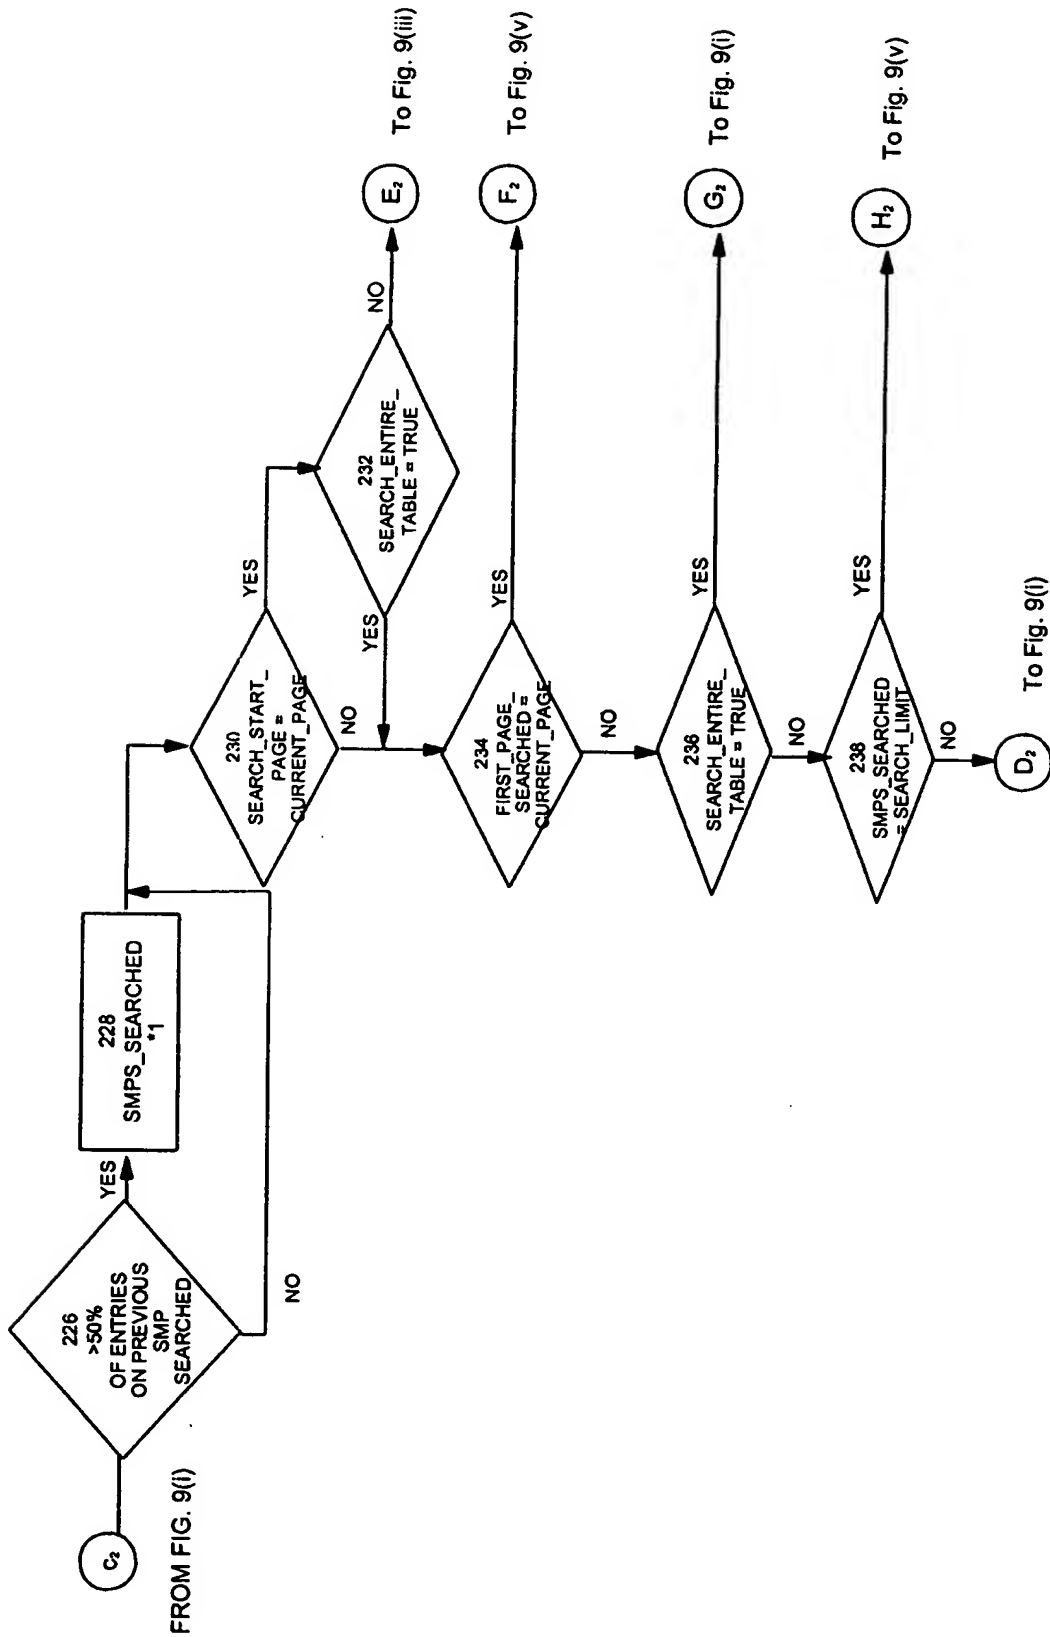 C₂
FROM FIG. 9(i)
226
>50%
OF ENTRIES
ON PREVIOUS
SMP
SEARCHED
YES
NO
228
SMPS_SEARCHED
*1
230
SEARCH_START_
PAGE =
CURRENT_PAGE
YES
NO
232
SEARCH_ENTIRE_
TABLE = TRUE
YES
NO
E₂
To Fig. 9(iii)
234
FIRST_PAGE_
SEARCHED =
CURRENT_PAGE
YES
NO
F₂
To Fig. 9(v)
236
SEARCH_ENTIRE_
TABLE = TRUE
YES
NO
G₂
To Fig. 9(i)
238
SMPS_SEARCHED
= SEARCH_LIMIT
YES
NO
H₂
To Fig. 9(v)
D₂
To Fig. 9(i)